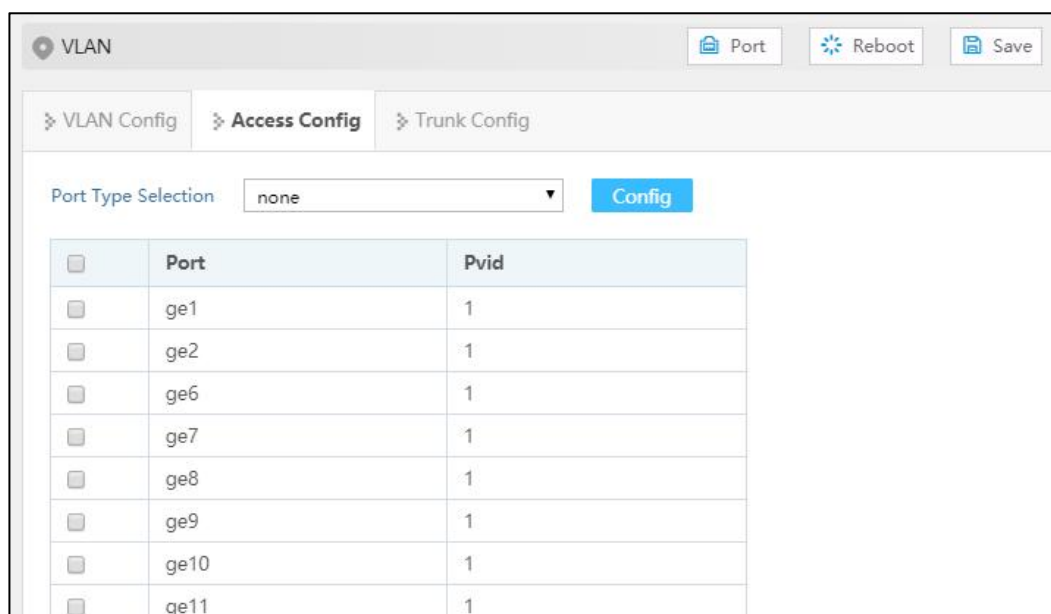 VLAN Port Reboot Save
VLAN Config Access Config Trunk Config
Port Type Selection none Config
Port Pvid
ge1 1
ge2 1
ge6 1
ge7 1
ge8 1
ge9 1
ge10 1
ge11 1